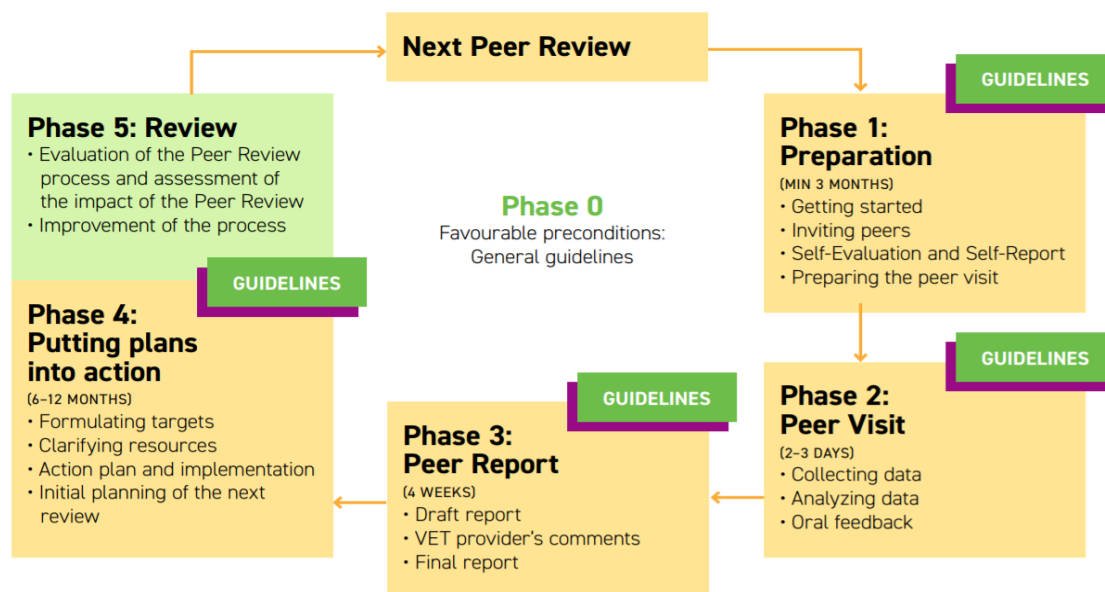 Next Peer Review
GUIDELINES
Phase 1:
Preparation
(MIN 3 MONTHS)
• Getting started
• Inviting peers
• Self-Evaluation and Self-Report
• Preparing the peer visit
GUIDELINES
Phase 2:
Peer Visit
(2–3 DAYS)
• Collecting data
• Analyzing data
• Oral feedback
GUIDELINES
Phase 3:
Peer Report
(4 WEEKS)
• Draft report
• VET provider's comments
• Final report
GUIDELINES
Phase 4:
Putting plans
into action
(6–12 MONTHS)
• Formulating targets
• Clarifying resources
• Action plan and implementation
• Initial planning of the next
review
Phase 5: Review
• Evaluation of the Peer Review
process and assessment of
the impact of the Peer Review
• Improvement of the process
Phase 0
Favourable preconditions:
General guidelines